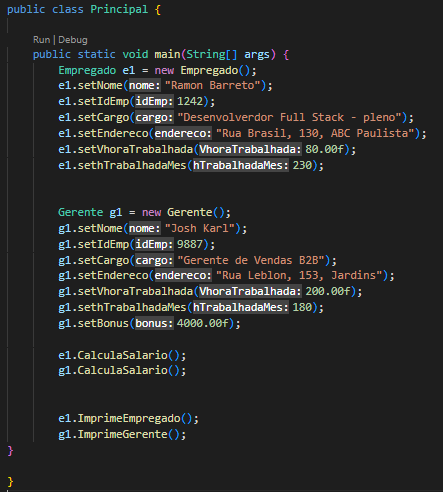 public class Principal {
Run | Debug
public static void main(String[] args) {
Empregado e1 = new Empregado();
e1.setNome(nome: "Ramon Barreto");
e1.setIdEmp(idEmp: 1242);
e1.setCargo(cargo: "Desenvolverdor Full Stack - pleno");
e1.setEndereco(endereco: "Rua Brasil, 130, ABC Paulista");
e1.setVhoraTrabalhada(VhoraTrabalhada: 80.00f);
e1.sethTrabalhadaMes(hTrabalhadaMes: 230);
Gerente g1 = new Gerente();
g1.setNome(nome: "Josh Karl");
g1.setIdEmp(idEmp: 9887);
g1.setCargo(cargo: "Gerente de Vendas B2B");
g1.setEndereco(endereco: "Rua Leblon, 153, Jardins");
g1.setVhoraTrabalhada(VhoraTrabalhada: 200.00f);
g1.sethTrabalhadaMes(hTrabalhadaMes: 180);
g1.setBonus(bonus: 4000.00f);
e1.CalculaSalario();
g1.CalculaSalario();
e1.ImprimeEmpregado();
g1.ImprimeGerente();
}
}